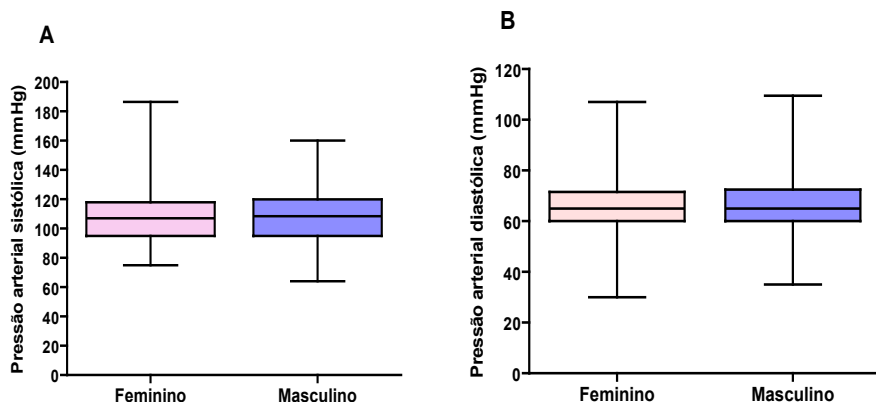 A
Pressão arterial sistólica (mmHg)
200
180
160
140
120
100
80
60
40
20
0
Feminino
Masculino
B
Pressão arterial diastólica (mmHg)
120
100
80
60
40
20
0
Feminino
Masculino